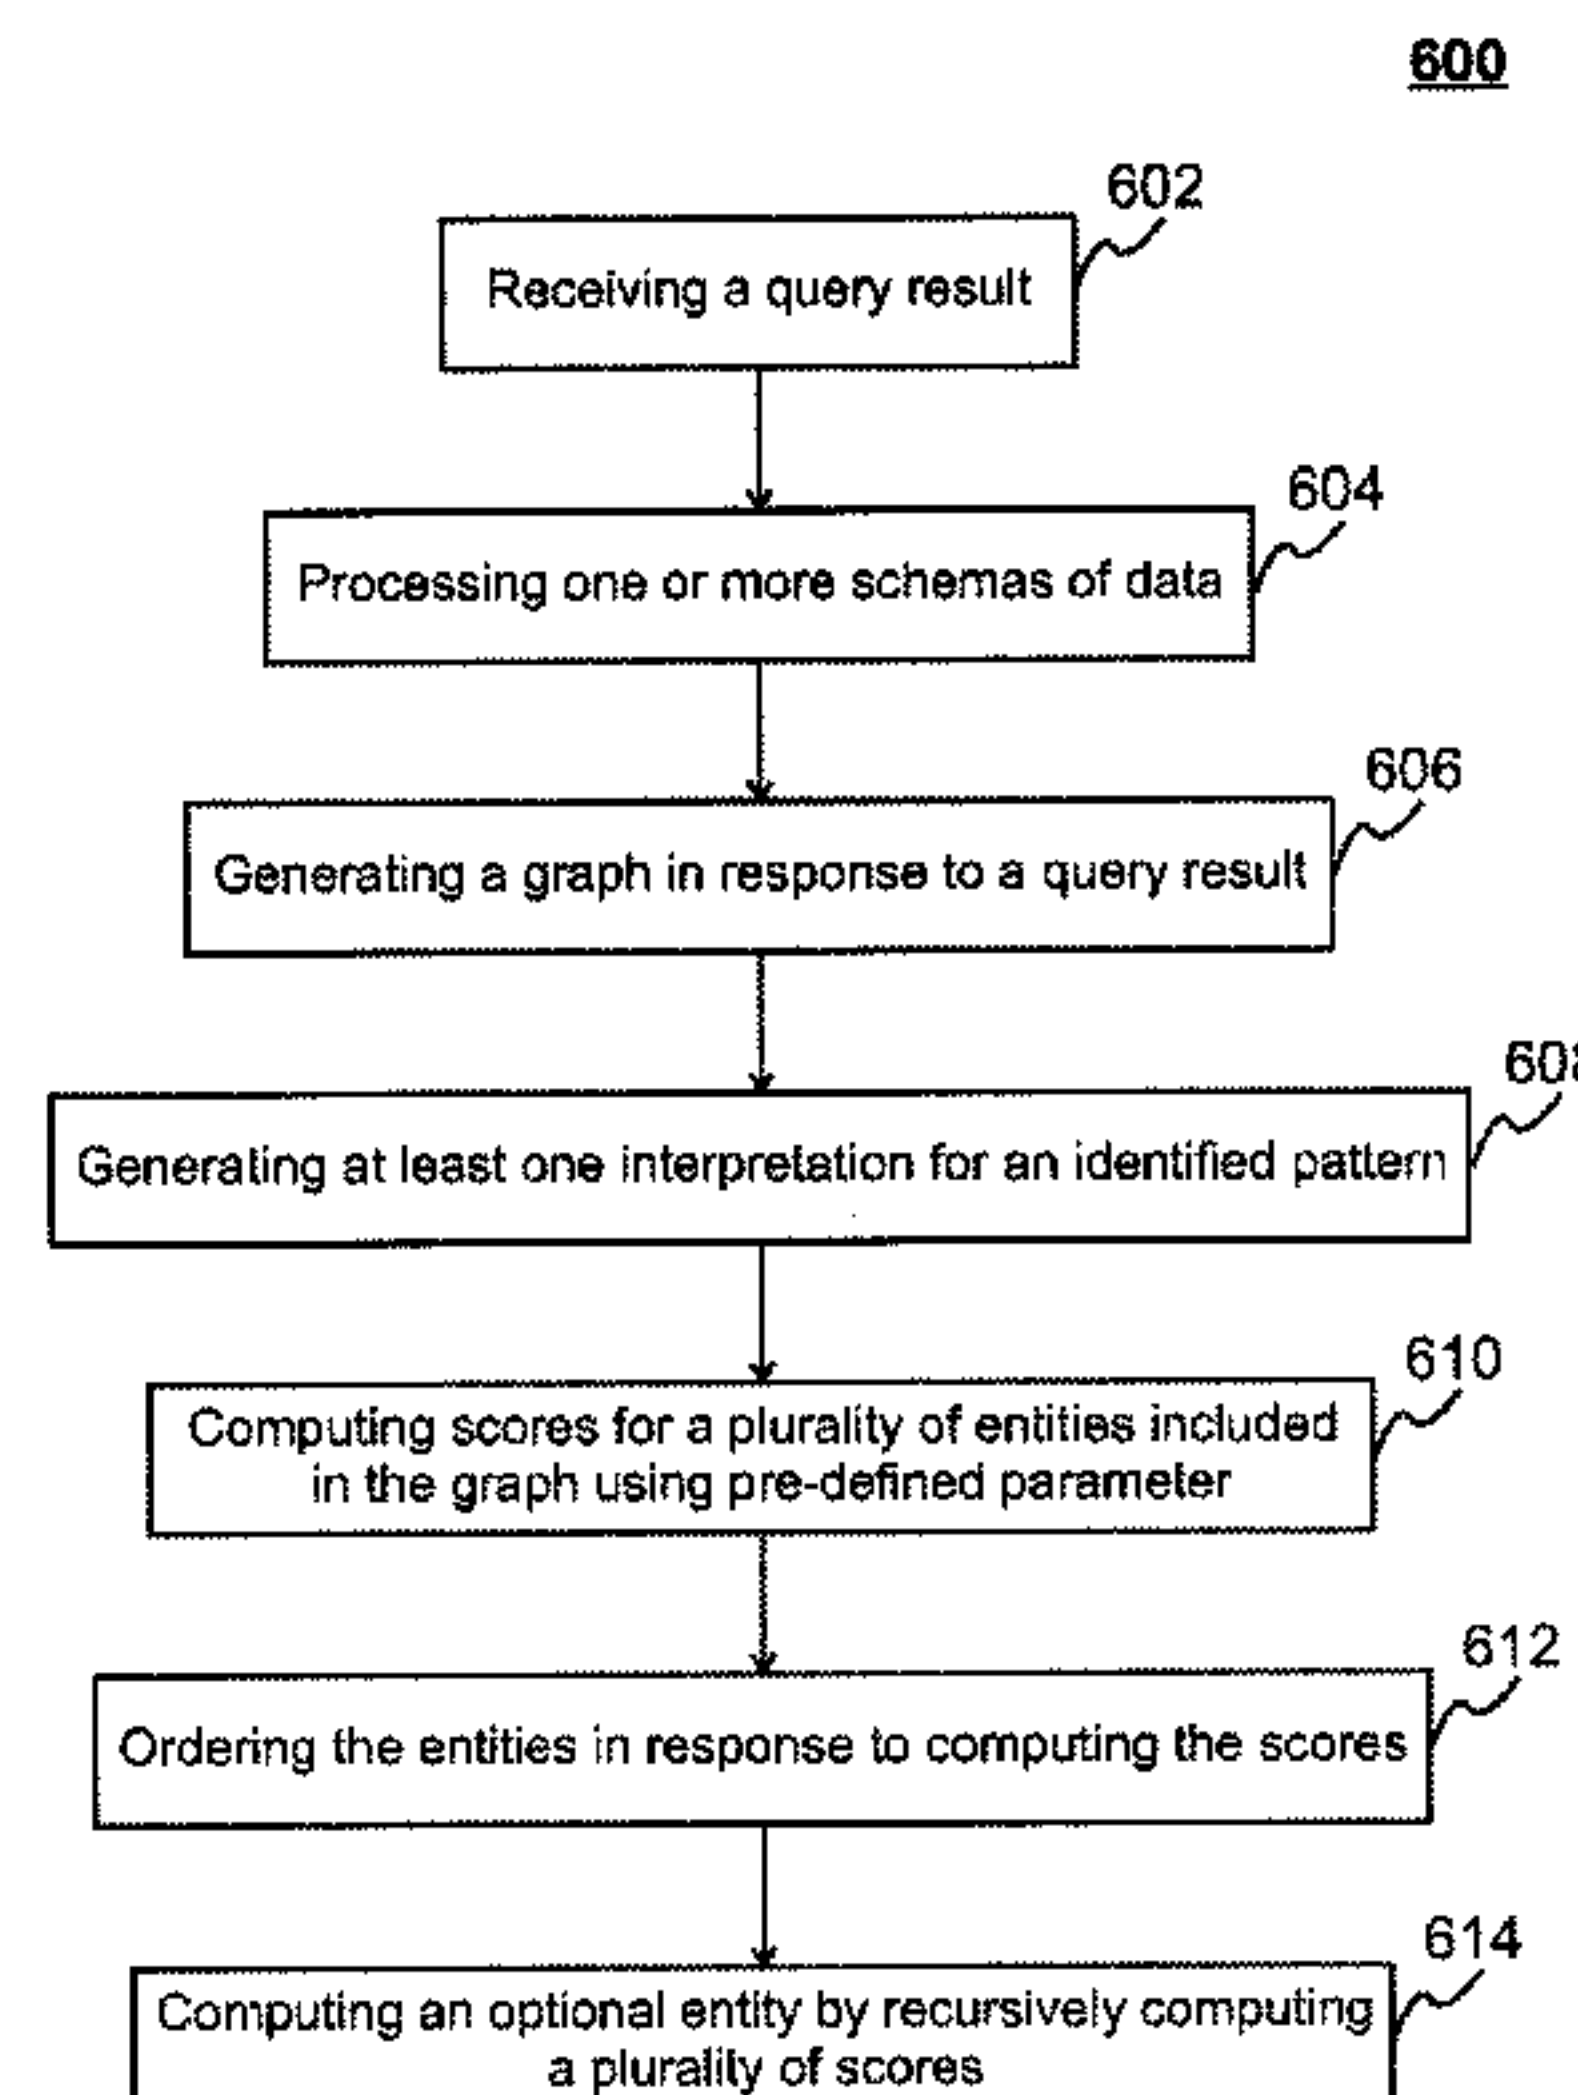 600
602
Receiving a query result
604
Processing one or more schemas of data
606
Generating a graph in response to a query result
608
Generating at least one interpretation for an identified pattern
610
Computing scores for a plurality of entities included
in the graph using pre-defined parameter
612
Ordering the entities in response to computing the scores
614
Computing an optional entity by recursively computing
a plurality of scores